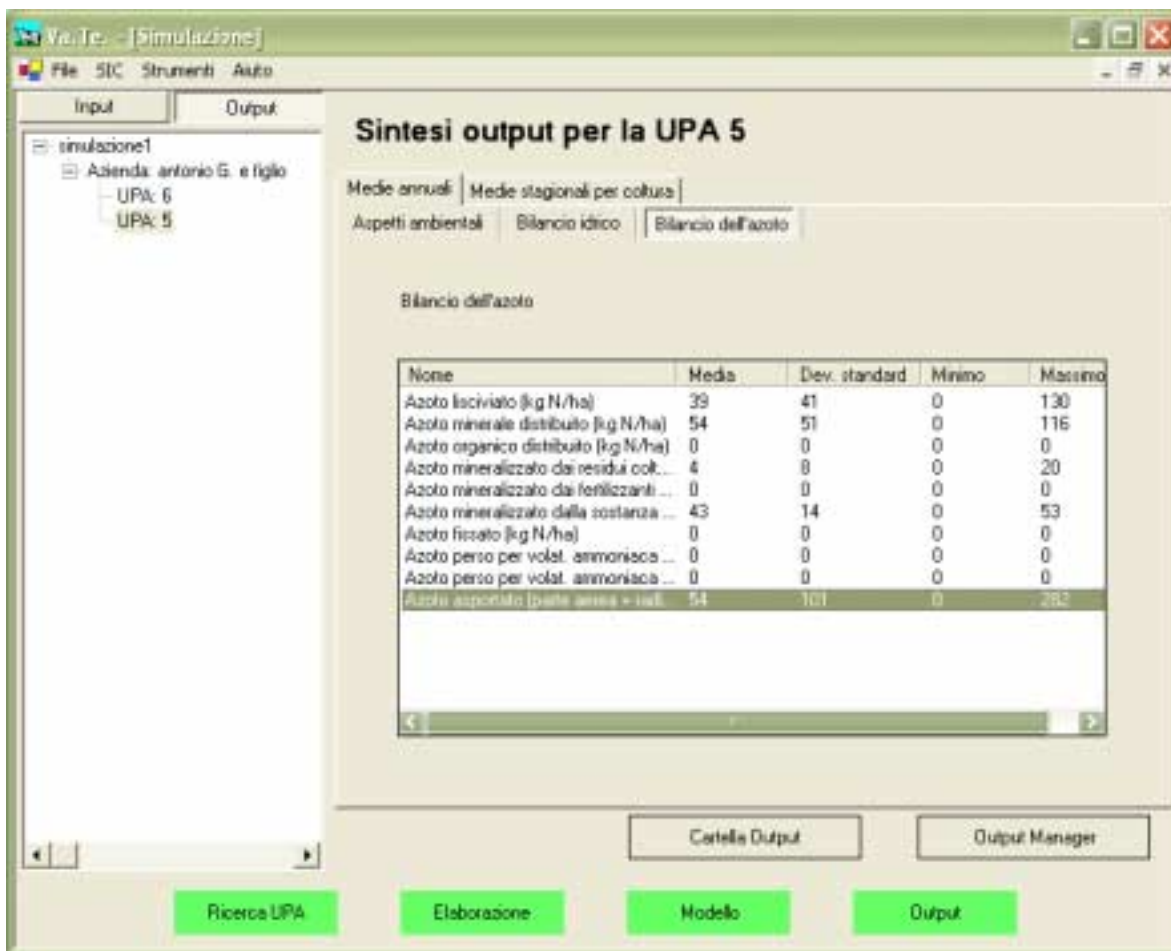 Va.Te. - [Simulazione]
File SIC Strumenti Aiuto
Input Output
simulazione1
Azienda: antonio G. e figlio
UPA: 6
UPA: 5
Sintesi output per la UPA 5
Medie annuali Medie stagionali per coltura
Aspetti ambientali Bilancio idrico Bilancio dell'azoto
Bilancio dell'azoto
Nome Media Dev. standard Minimo Massimo
Azoto lisciviato (kg N/ha) 39 41 0 130
Azoto minerale distribuito (kg N/ha) 54 51 0 116
Azoto organico distribuito (kg N/ha) 0 0 0 0
Azoto mineralizzato dai residui colt... 4 8 0 20
Azoto mineralizzato dai fertilizzanti ... 0 0 0 0
Azoto mineralizzato dalla sostanza ... 43 14 0 53
Azoto fissato (kg N/ha) 0 0 0 0
Azoto perso per volat. ammoniaca ... 0 0 0 0
Azoto perso per volat. ammoniaca ... 0 0 0 0
Azoto asportato (parte aerea + radi... 54 101 0 282
Cartella Output Output Manager
Ricerca UPA Elaborazione Modello Output